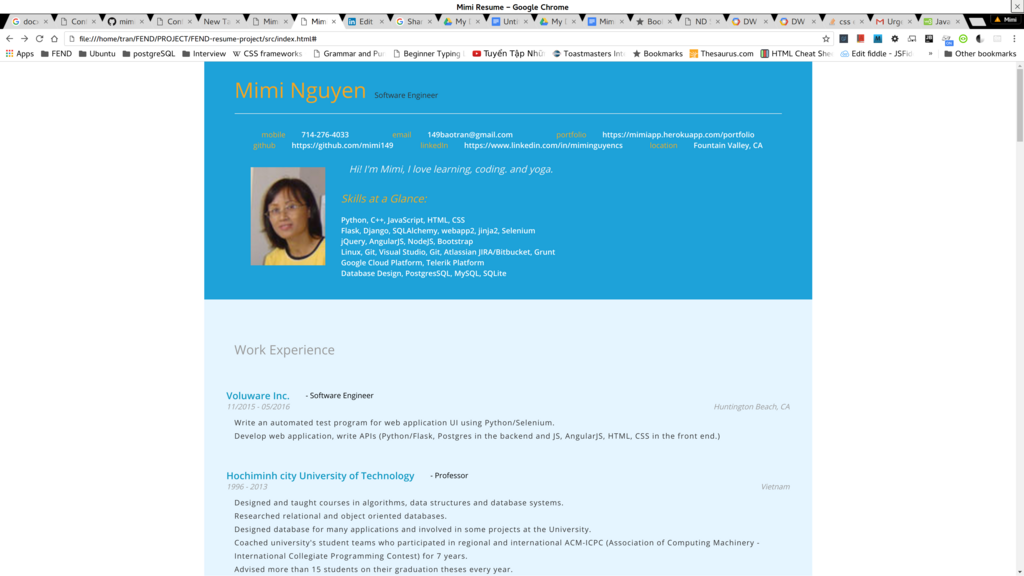 Mimi Resume - Google Chrome
docu Con mim Con New Ta Mim Mim Edit Shar My D Unti My D Mim Boo ND DW DW css Urge Java Mimi
file:///home/tran/FEND/PROJECT/FEND-resume-project/src/index.html#
Apps FEND Ubuntu postgreSQL Interview CSS frameworks Grammar and Pu Beginner Typing Tuyển Tập Nhữ Toastmasters Int Bookmarks Thesaurus.com HTML Cheat She Edit fiddle - JSFid » Other bookmarks
Mimi Nguyen Software Engineer
mobile 714-276-4033 email 149baotran@gmail.com portfolio https://mimiapp.herokuapp.com/portfolio
github https://github.com/mimi149 linkedin https://www.linkedin.com/in/miminguyencs location Fountain Valley, CA
Hi! I'm Mimi, I love learning, coding, and yoga.
Skills at a Glance:
Python, C++, JavaScript, HTML, CSS
Flask, Django, SQLAlchemy, webapp2, jinja2, Selenium
jQuery, AngularJS, NodeJS, Bootstrap
Linux, Git, Visual Studio, Git, Atlassian JIRA/Bitbucket, Grunt
Google Cloud Platform, Telerik Platform
Database Design, PostgresSQL, MySQL, SQLite
Work Experience
Voluware Inc. - Software Engineer
11/2015 - 05/2016 Huntington Beach, CA
Write an automated test program for web application UI using Python/Selenium.
Develop web application, write APIs (Python/Flask, Postgres in the backend and JS, AngularJS, HTML, CSS in the front end.)
Hochiminh city University of Technology - Professor
1996 - 2013 Vietnam
Designed and taught courses in algorithms, data structures and database systems.
Researched relational and object oriented databases.
Designed database for many applications and involved in some projects at the University.
Coached university's student teams who participated in regional and international ACM-ICPC (Association of Computing Machinery -
International Collegiate Programming Contest) for 7 years.
Advised more than 15 students on their graduation theses every year.